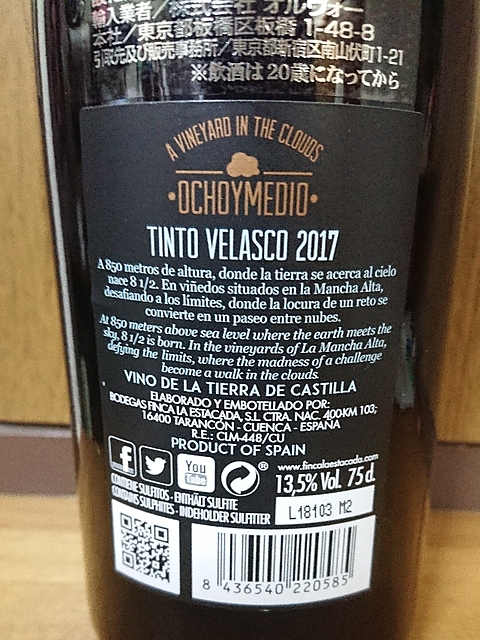 輸入業者／株式会社 オルヴォー
本社／東京都板橋区板橋 1-48-8
引取先及び販売事務所／東京都新宿区南山伏町1-21
※飲酒は20歳になってから
A VINEYARD IN THE CLOUDS
·OCHOYMEDIO·
TINTO VELASCO 2017
A 850 metros de altura, donde la tierra se acerca al cielo
nace 8 1/2. En viñedos situados en la Mancha Alta,
desafiando a los limites, donde la locura de un reto se
convierte en un paseo entre nubes.
At 850 meters above sea level where the earth meets the
sky, 8 1/2 is born. In the vineyards of La Mancha Alta,
defying the limits, where the madness of a challenge
become a walk in the clouds.
VINO DE LA TIERRA DE CASTILLA
ELABORADO Y EMBOTELLADO POR:
BODEGAS FINCA LA ESTACADA, S.L. CTRA. NAC. 400-KM 103;
16400 TARANCÓN - CUENCA - ESPAÑA
R.E.: CLM-448/CU
PRODUCT OF SPAIN
f
You
Tube
®
www.fincalaestacada.com
13,5% Vol. 75 cl.
CONTIENE SULFITOS - ENTHÄLT SULFITE
CONTAINS SULPHITES - INDEHOLDER SULFITTER
L18103 M2
8 436540 220585